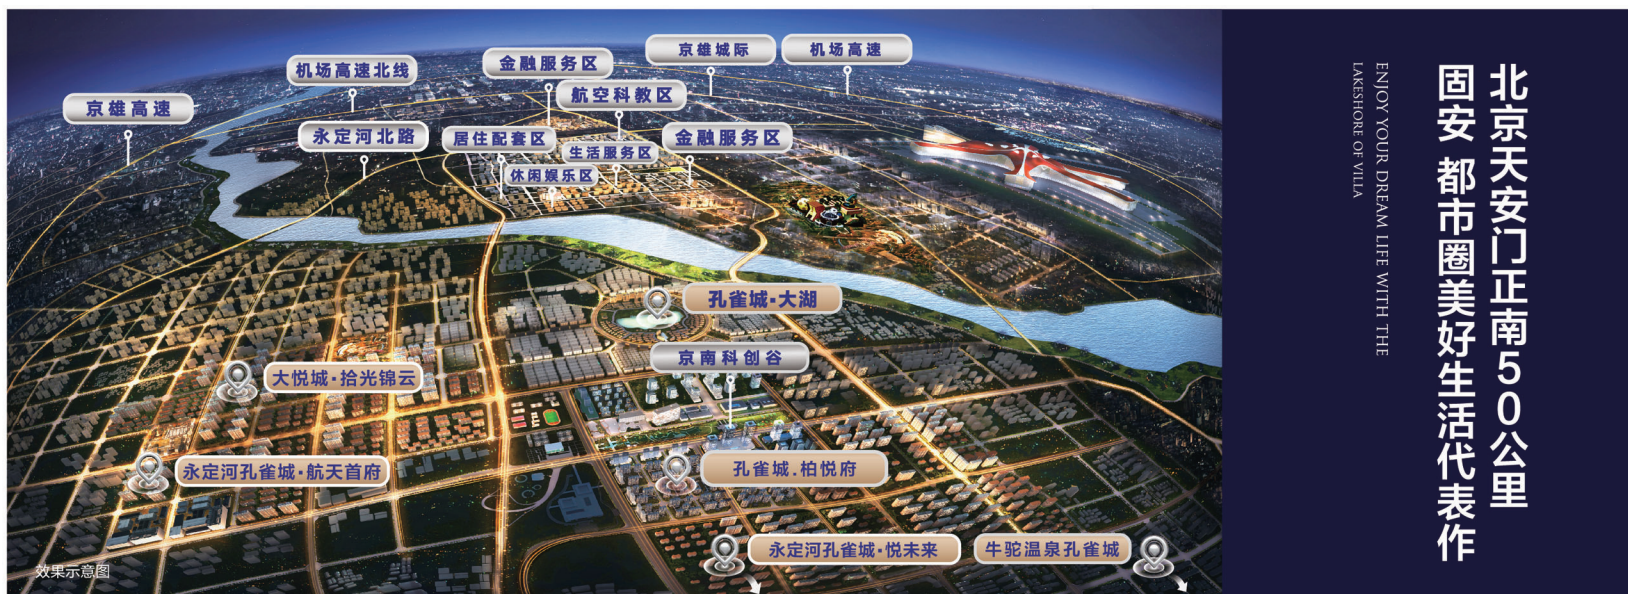 京雄城际
机场高速
金融服务区
机场高速北线
航空科教区
京雄高速
永定河北路
居住配套区
金融服务区
生活服务区
休闲娱乐区
孔雀城·大湖
京南科创谷
大悦城·拾光锦云
永定河孔雀城·航天首府
孔雀城.柏悦府
永定河孔雀城·悦未来
牛驼温泉孔雀城
效果示意图
北京天安门正南50公里
固安 都市圈美好生活代表作
ENJOY YOUR DREAM LIFE WITH THE
LAKESHORE OF VILLA